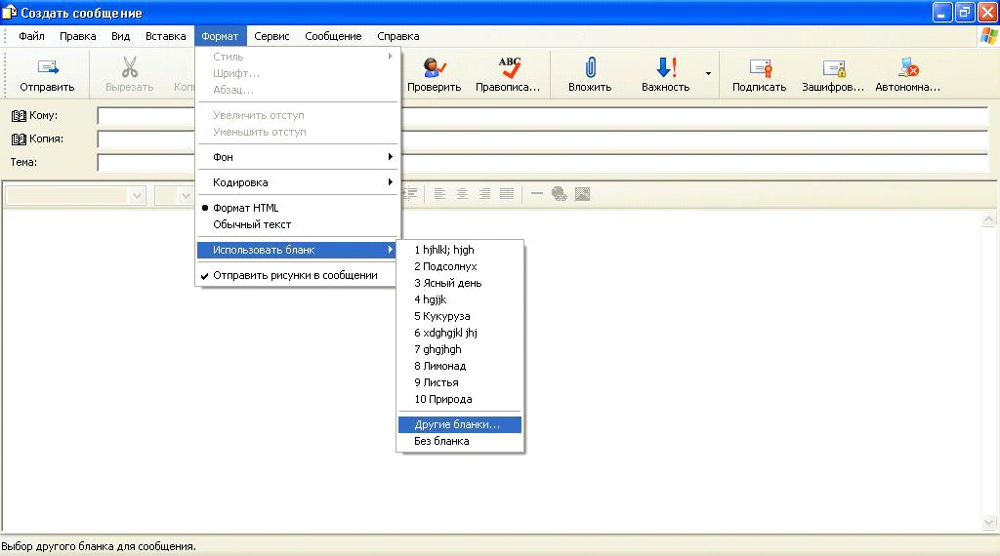 Создать сообщение
Файл Правка Вид Вставка Формат Сервис Сообщение Справка
Отправить Вырезать Проверить Правописа... Вложить Важность Подписать Зашифров... Автономна...
ABC
Кому:
Копия:
Тема:
Стиль
Шрифт...
Абзац...
Увеличить отступ
Уменьшить отступ
Фон
Кодировка
Формат HTML
Обычный текст
Использовать бланк
Отправить рисунки в сообщении
1 hjhlkl; hjgh
2 Подсолнух
3 Ясный день
4 hgjjk
5 Кукуруза
6 xdghgjkl jhj
7 ghgjhgh
8 Лимонад
9 Листья
10 Природа
Другие бланки...
Без бланка
Выбор другого бланка для сообщения.